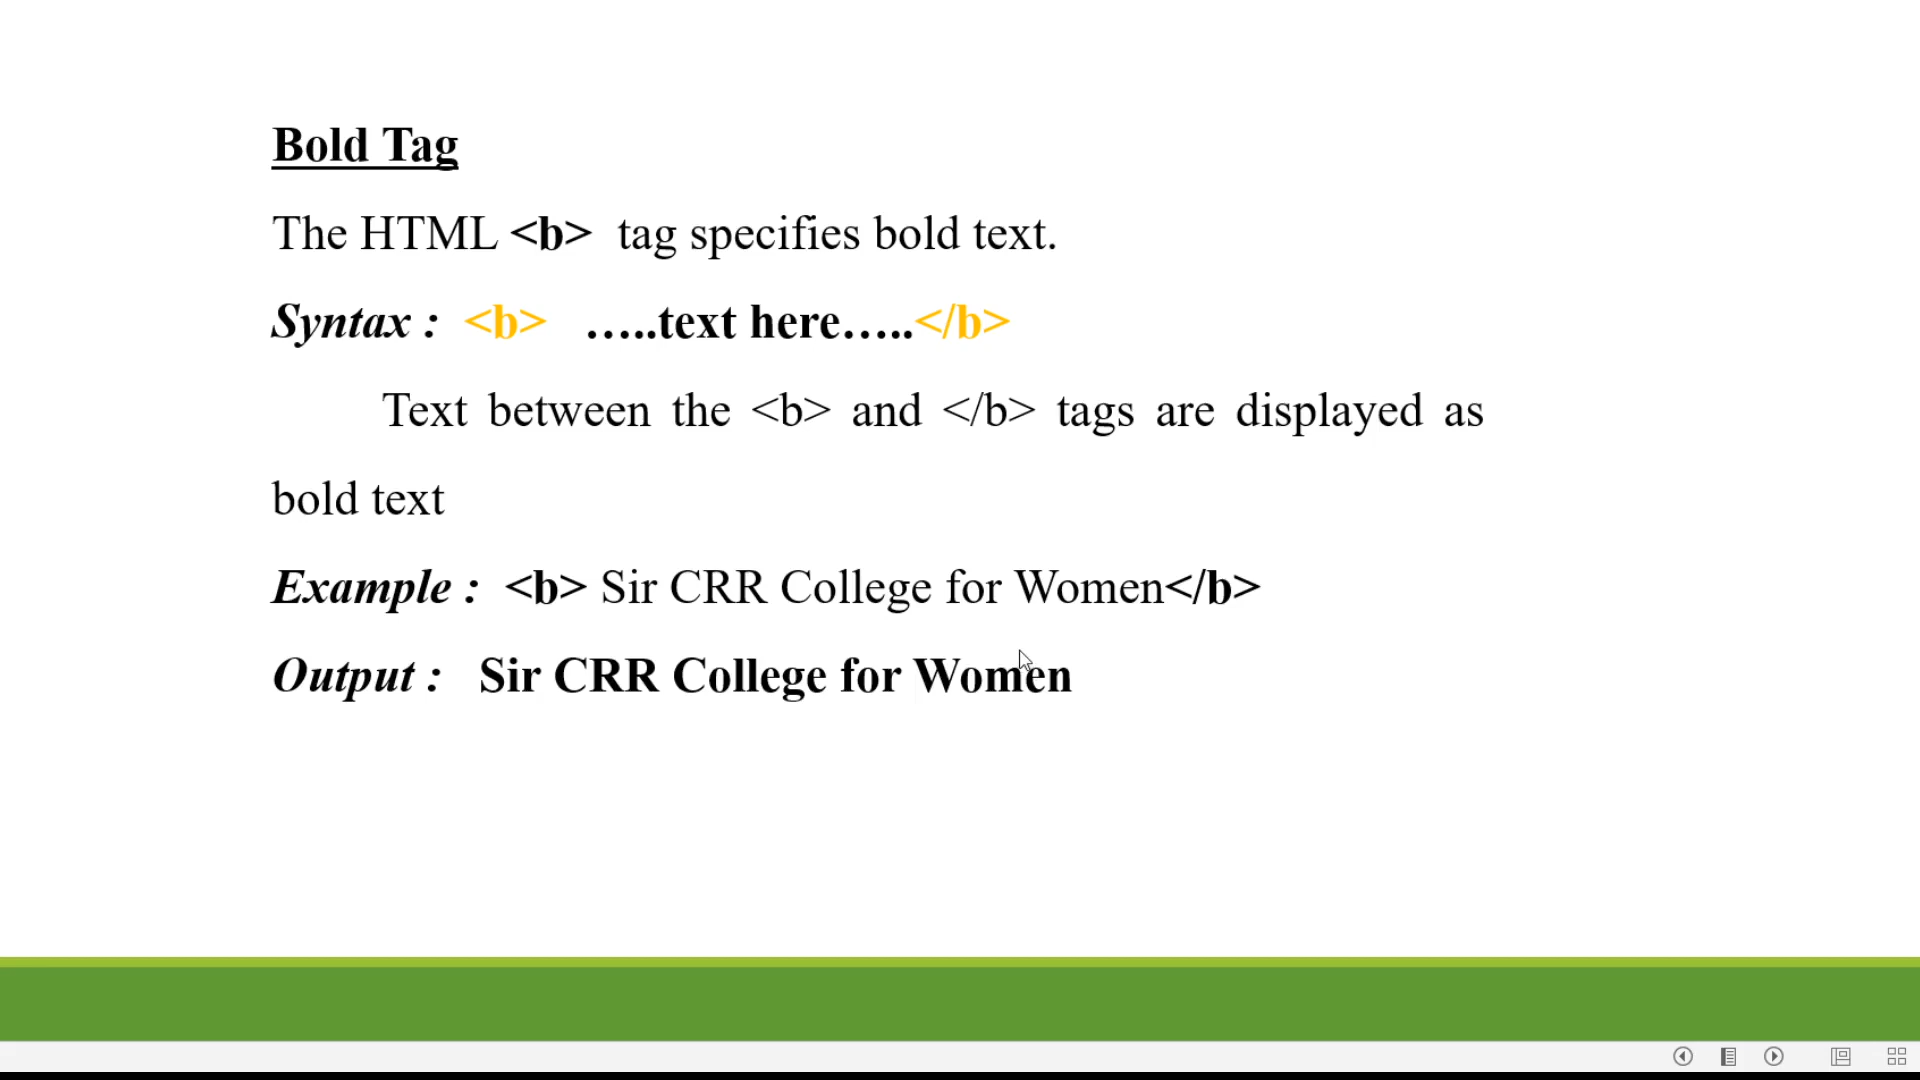 Bold Tag
The HTML <b> tag specifies bold text.
Syntax : <b> …..text here…..</b>
Text between the <b> and </b> tags are displayed as
bold text
Example : <b> Sir CRR College for Women</b>
Output : Sir CRR College for Women